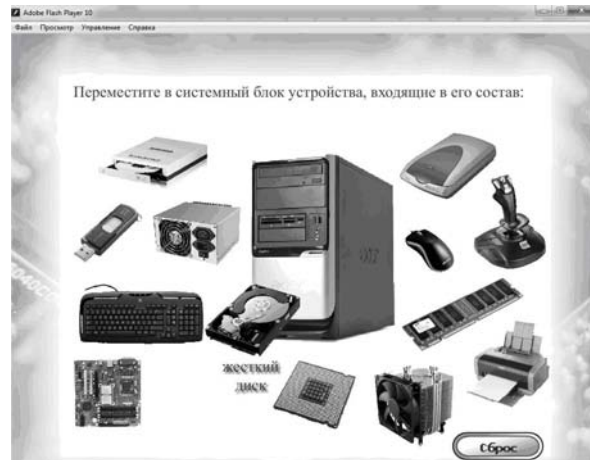 Adobe Flash Player 10
Файл Просмотр Управление Справка
Переместите в системный блок устройства, входящие в его состав:
жесткий
диск
Сброс